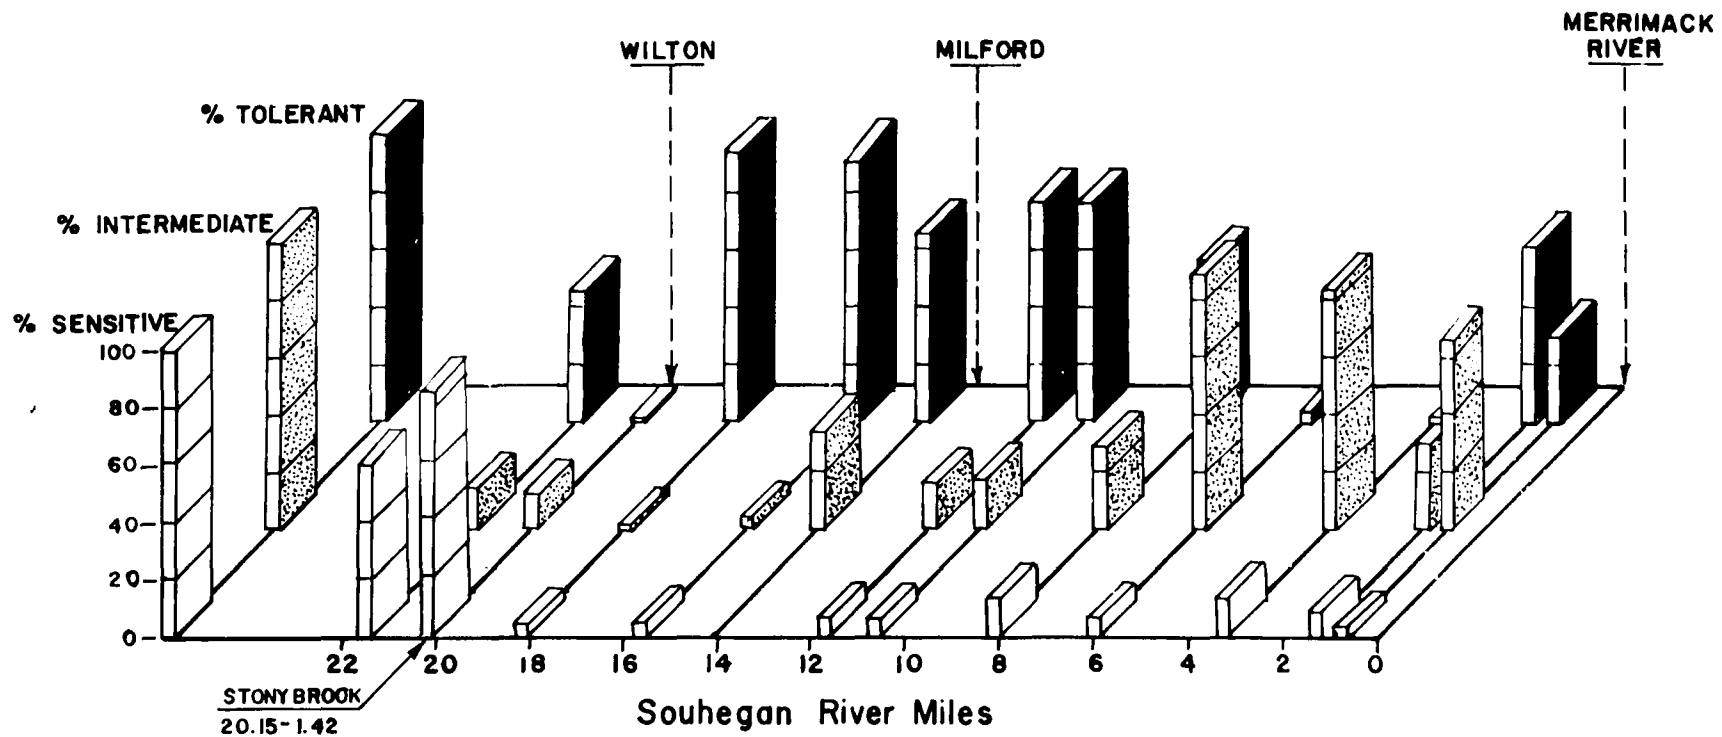 MERRIMACK
RIVER
WILTON
MILFORD
% TOLERANT
% INTERMEDIATE
% SENSITIVE
100
80
60
40
20
0
22 20 18 16 14 12 10 8 6 4 2 0
STONY BROOK
20.15-1.42
Souhegan River Miles